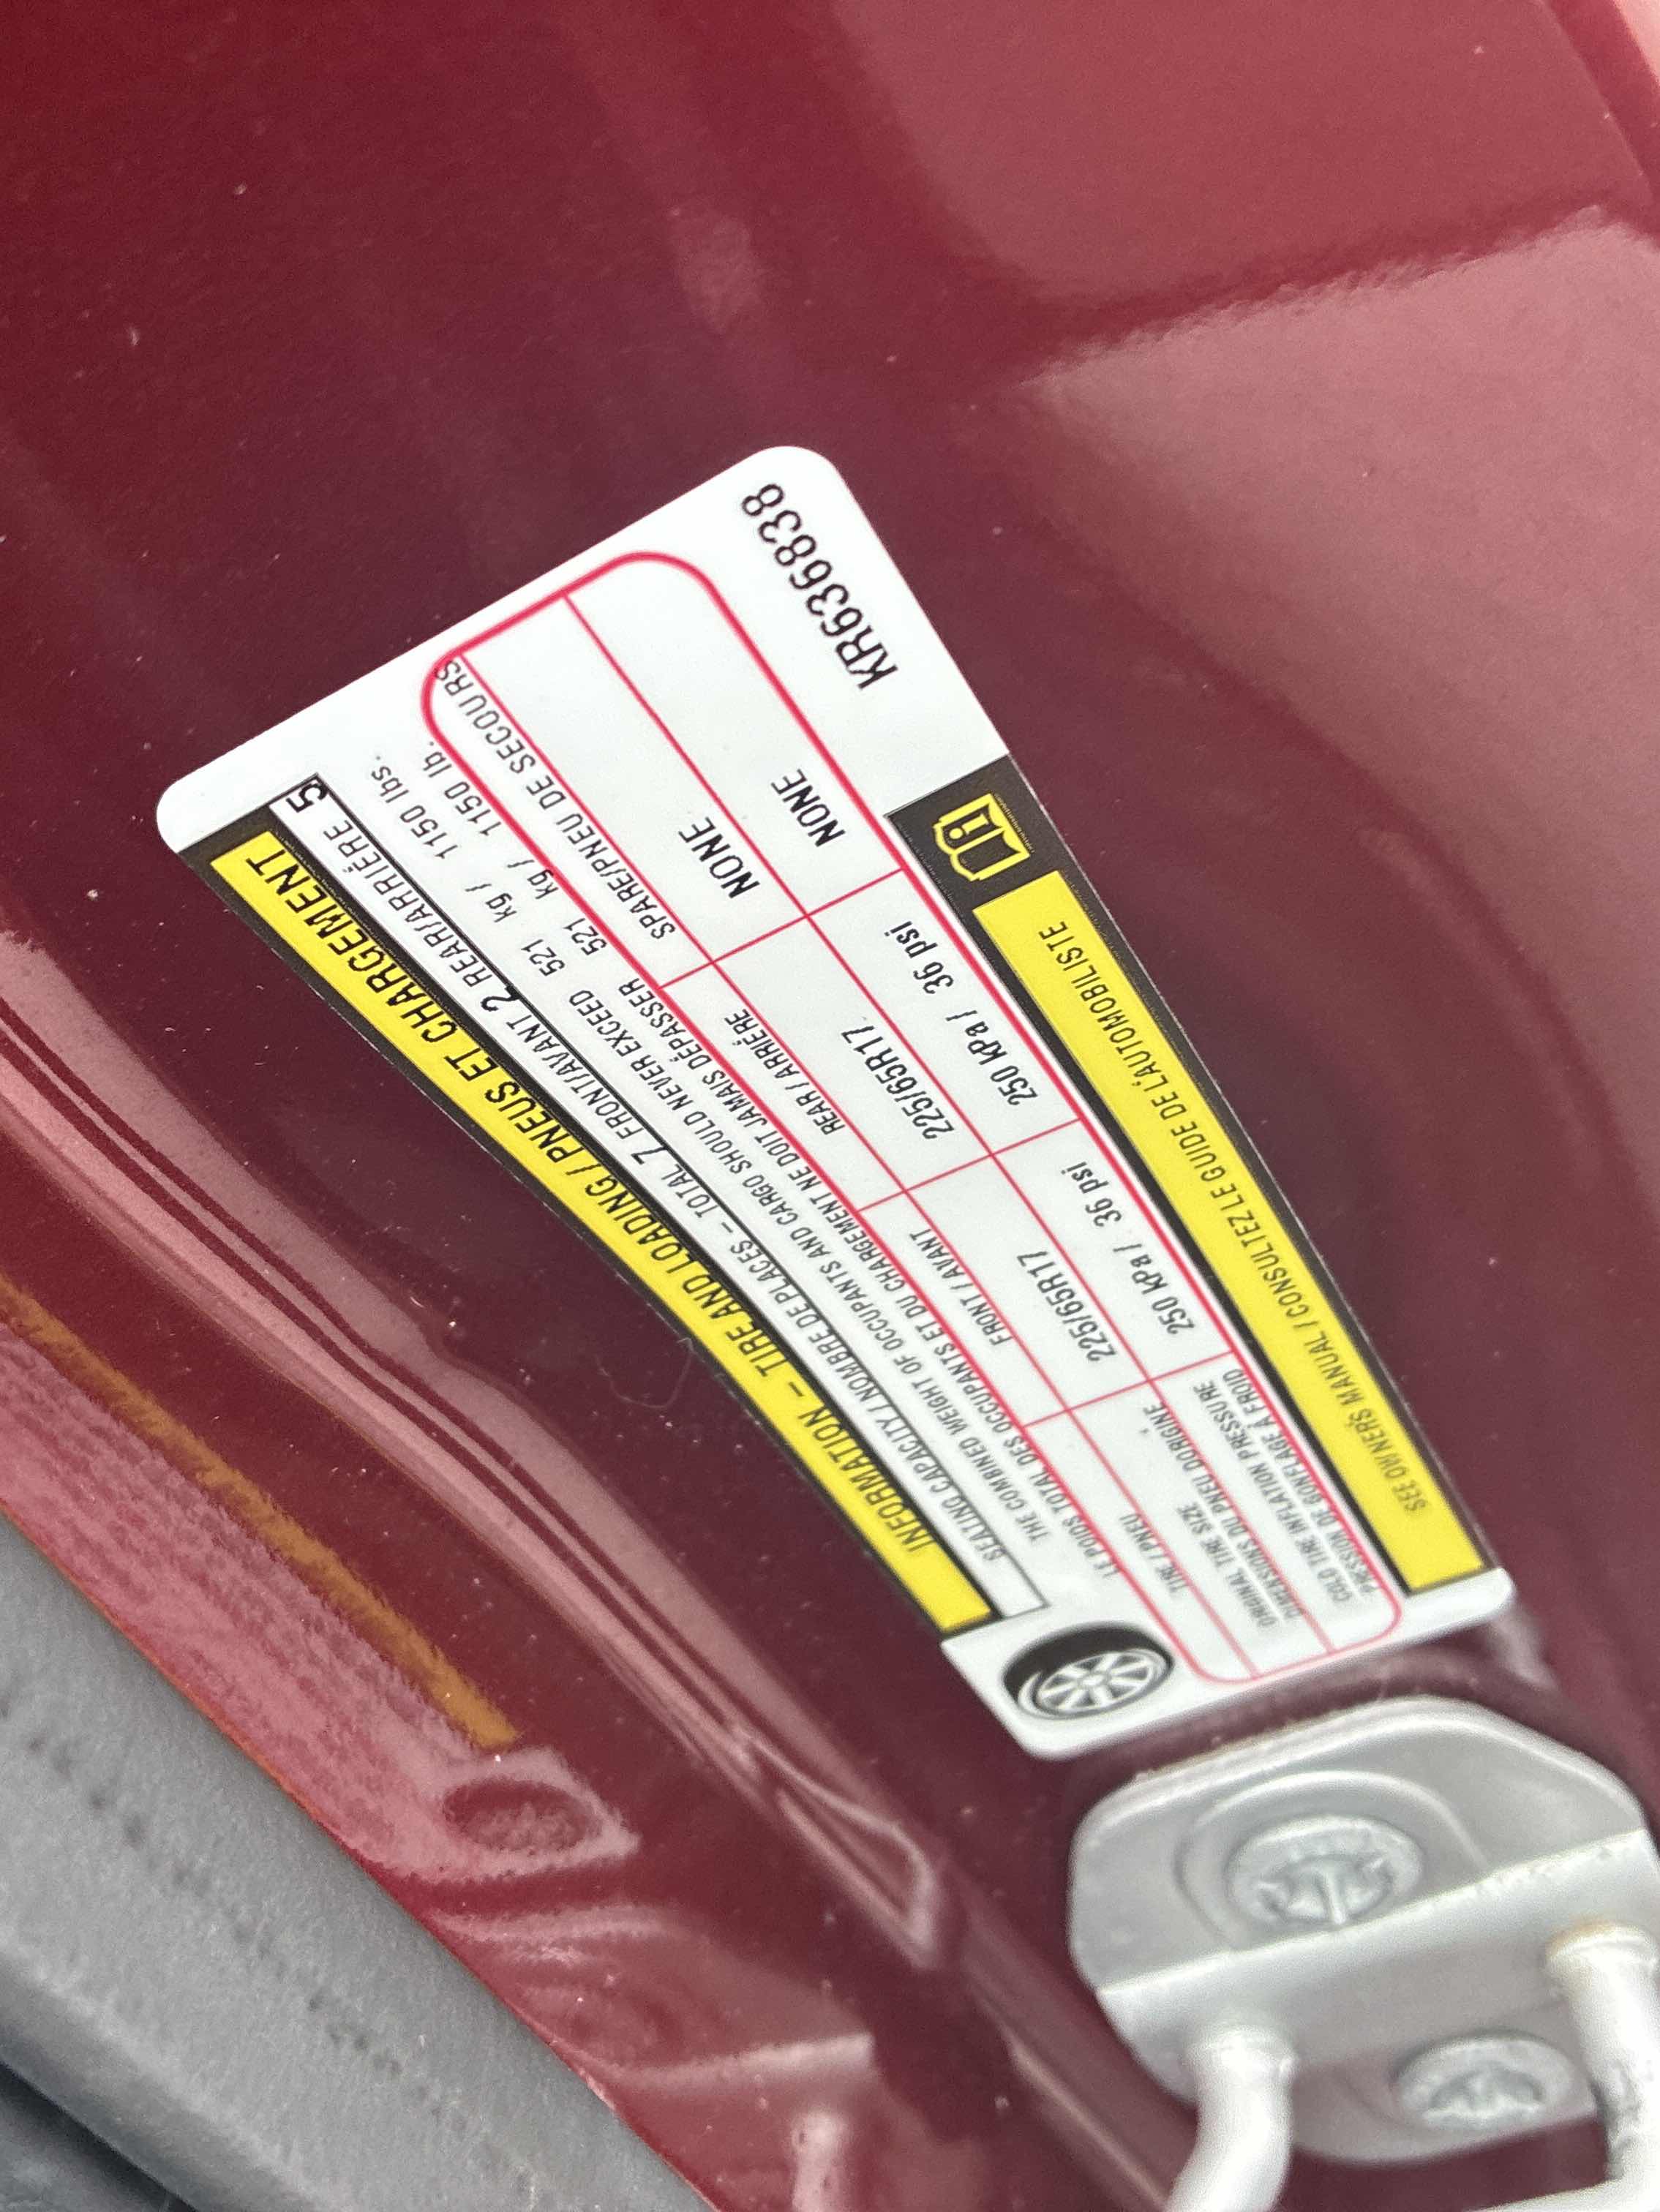 INFORMATION – TIRE AND LOADING / PNEUS ET CHARGEMENT
SEATING CAPACITY / NOMBRE DE PLACES – TOTAL 7 FRONT/AVANT 2 REAR/ARRIÈRE 5
THE COMBINED WEIGHT OF OCCUPANTS AND CARGO SHOULD NEVER EXCEED 521 kg / 1150 lbs.
LE POIDS TOTAL DES OCCUPANTS ET DU CHARGEMENT NE DOIT JAMAIS DÉPASSER 521 kg / 1150 lb.
TIRE / PNEU FRONT / AVANT REAR / ARRIÈRE SPARE/PNEU DE SECOURS
ORIGINAL TIRE SIZE
DIMENSIONS DU PNEU D'ORIGINE
225/65R17 225/65R17 NONE
COLD TIRE INFLATION PRESSURE
PRESSION DE GONFLAGE À FROID
250 kPa / 36 psi 250 kPa / 36 psi NONE
SEE OWNER'S MANUAL / CONSULTEZ LE GUIDE DE L'AUTOMOBILISTE
KR636838